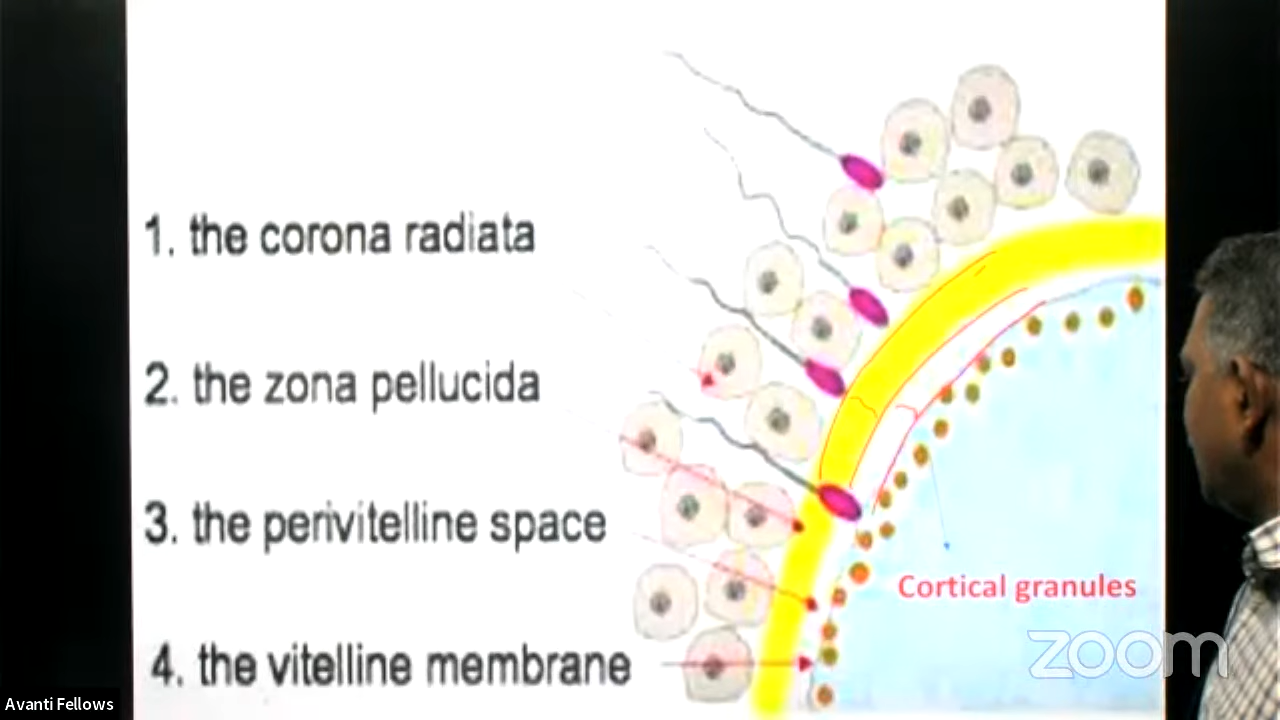 1. the corona radiata
2. the zona pellucida
3. the perivitelline space
4. the vitelline membrane
Cortical granules
zoom
Avanti Fellows